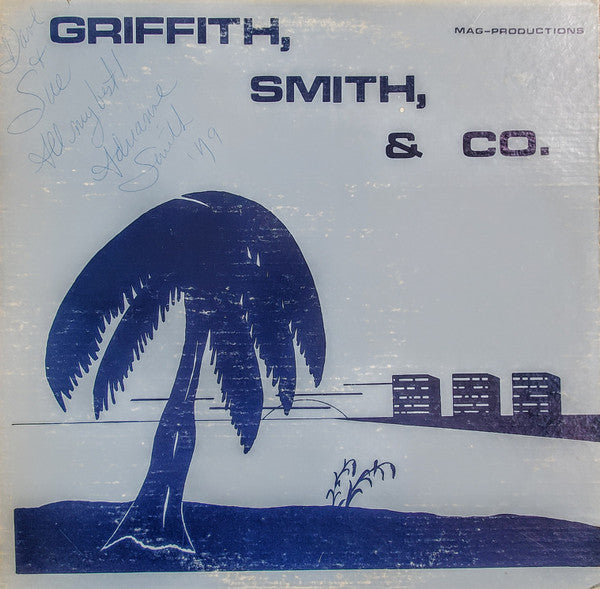 GRIFFITH,
MAG-PRODUCTIONS
SMITH,
& CO.
Dave
&
Sue
All my best!
Adrianne
Smith '79